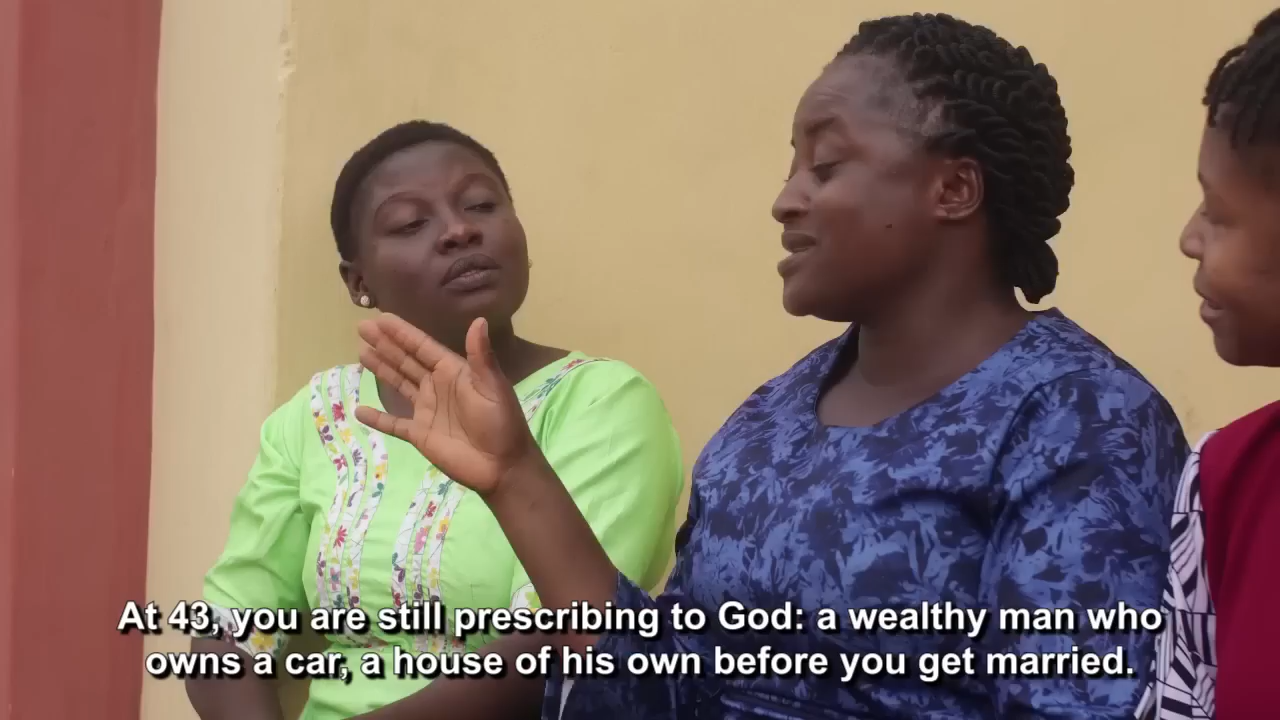 At 43, you are still prescribing to God: a wealthy man who
owns a car, a house of his own before you get married.